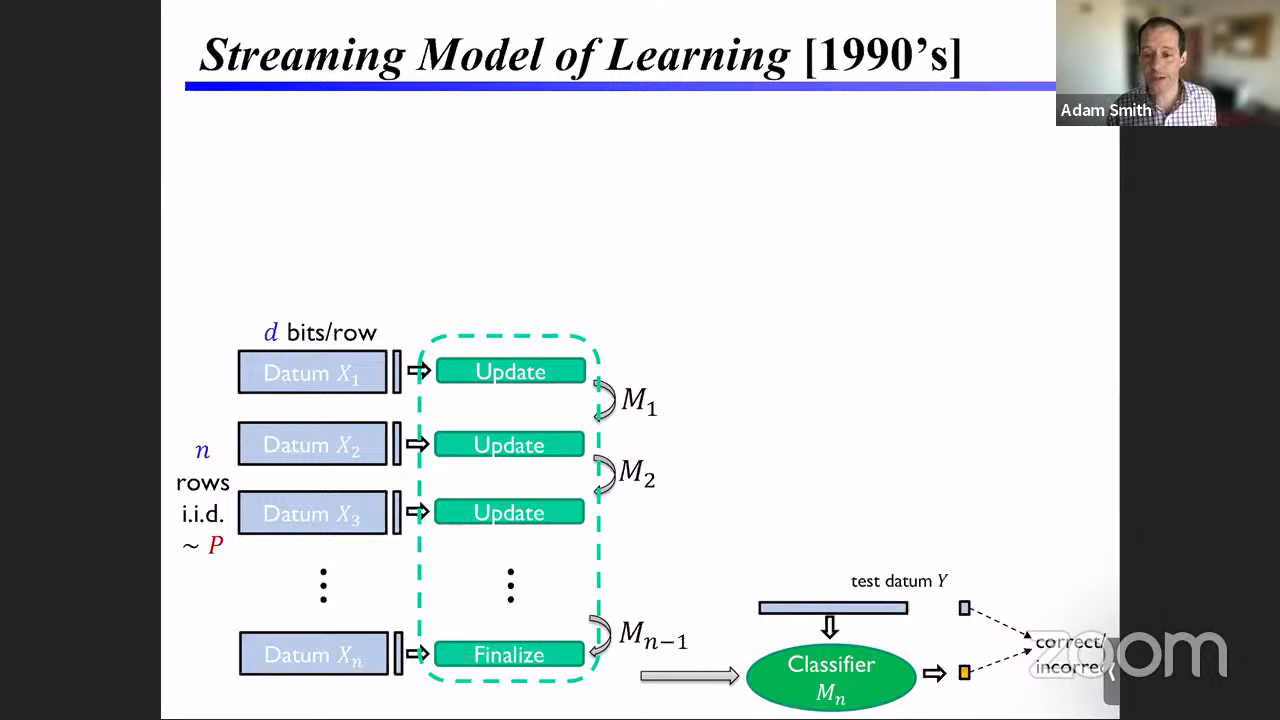 Streaming Model of Learning [1990's]
Adam Smith
d bits/row
Datum X₁
Update
M₁
Datum X₂
Update
M₂
n
rows
i.i.d.
~ P
Datum X₃
Update
test datum Y
Datum Xₙ
Finalize
Mₙ₋₁
Classifier
Mₙ
correct/
incorrect
zoom